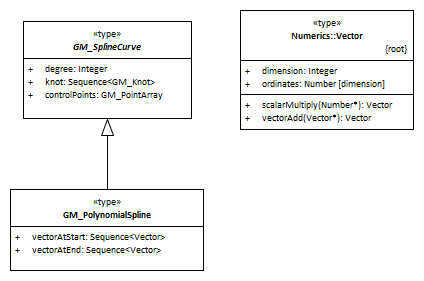 «type»
GM_SplineCurve
+ degree: Integer
+ knot: Sequence<GM_Knot>
+ controlPoints: GM_PointArray
«type»
Numerics::Vector
{root}
+ dimension: Integer
+ ordinates: Number [dimension]
+ scalarMultiply(Number*): Vector
+ vectorAdd(Vector*): Vector
«type»
GM_PolynomialSpline
+ vectorAtStart: Sequence<Vector>
+ vectorAtEnd: Sequence<Vector>